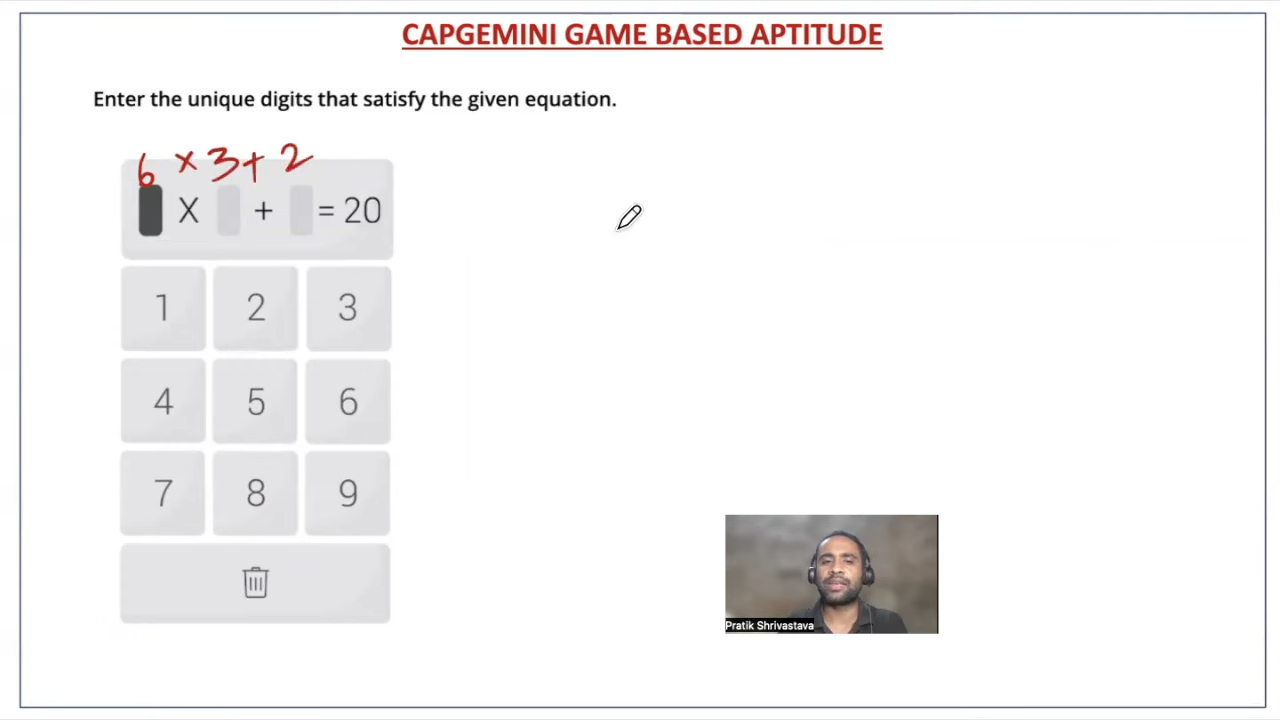 CAPGEMINI GAME BASED APTITUDE
Enter the unique digits that satisfy the given equation.
6 × 3 + 2
X + = 20
1 2 3
4 5 6
7 8 9
Pratik Shrivastava